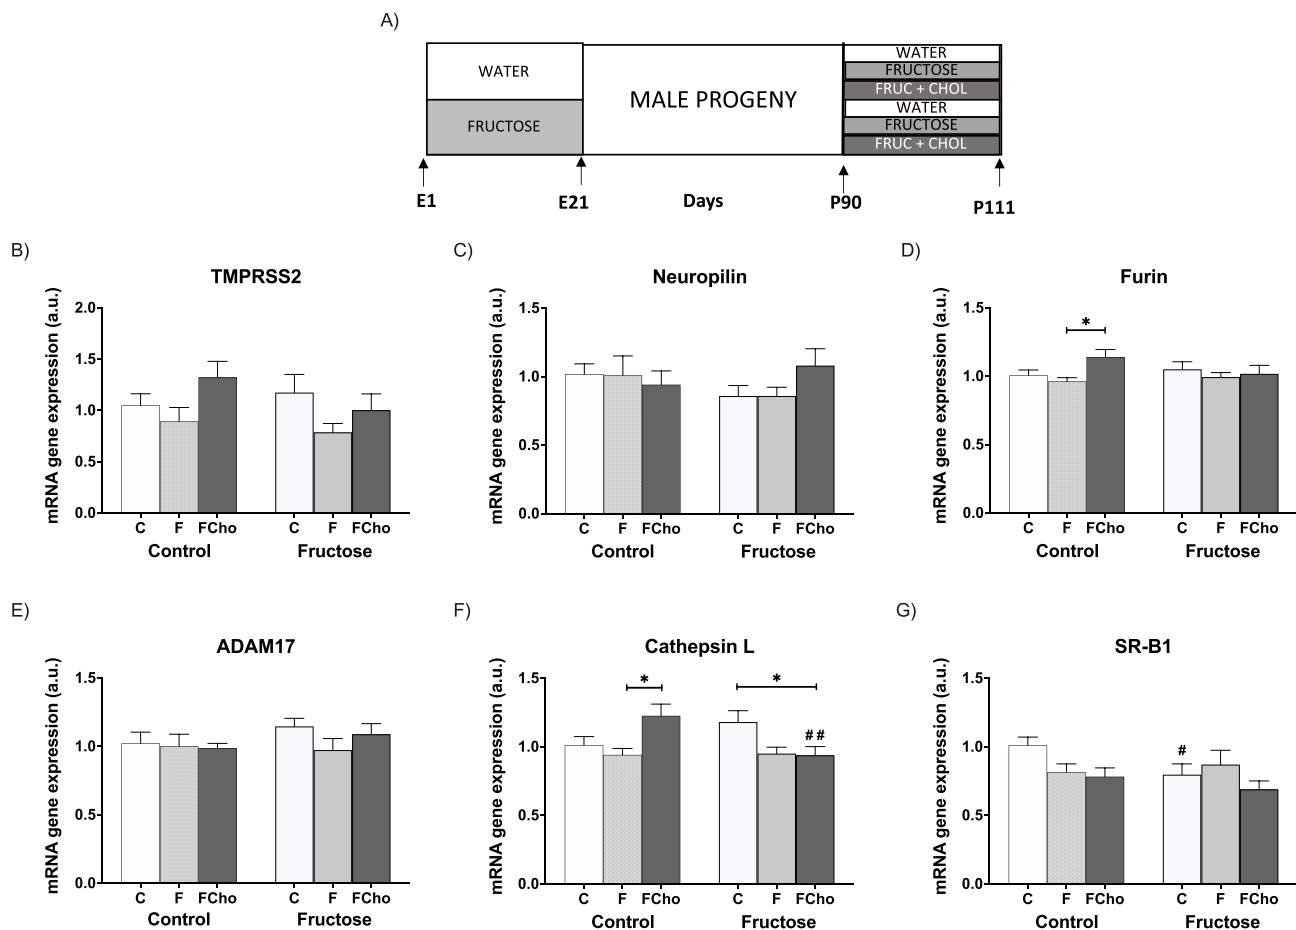 A)
WATER
FRUCTOSE
MALE PROGENY
WATER
FRUCTOSE
FRUC + CHOL
WATER
FRUCTOSE
FRUC + CHOL
E1
E21
Days
P90
P111
B)
TMPRSS2
mRNA gene expression (a.u.)
2.0
1.5
1.0
0.5
0.0
C F FCho C F FCho
Control Fructose
C)
Neuropilin
mRNA gene expression (a.u.)
1.5
1.0
0.5
0.0
C F FCho C F FCho
Control Fructose
D)
Furin
mRNA gene expression (a.u.)
1.5
1.0
0.5
0.0
*
C F FCho C F FCho
Control Fructose
E)
ADAM17
mRNA gene expression (a.u.)
1.5
1.0
0.5
0.0
C F FCho C F FCho
Control Fructose
F)
Cathepsin L
mRNA gene expression (a.u.)
1.5
1.0
0.5
0.0
* *
##
C F FCho C F FCho
Control Fructose
G)
SR-B1
mRNA gene expression (a.u.)
1.5
1.0
0.5
0.0
#
C F FCho C F FCho
Control Fructose